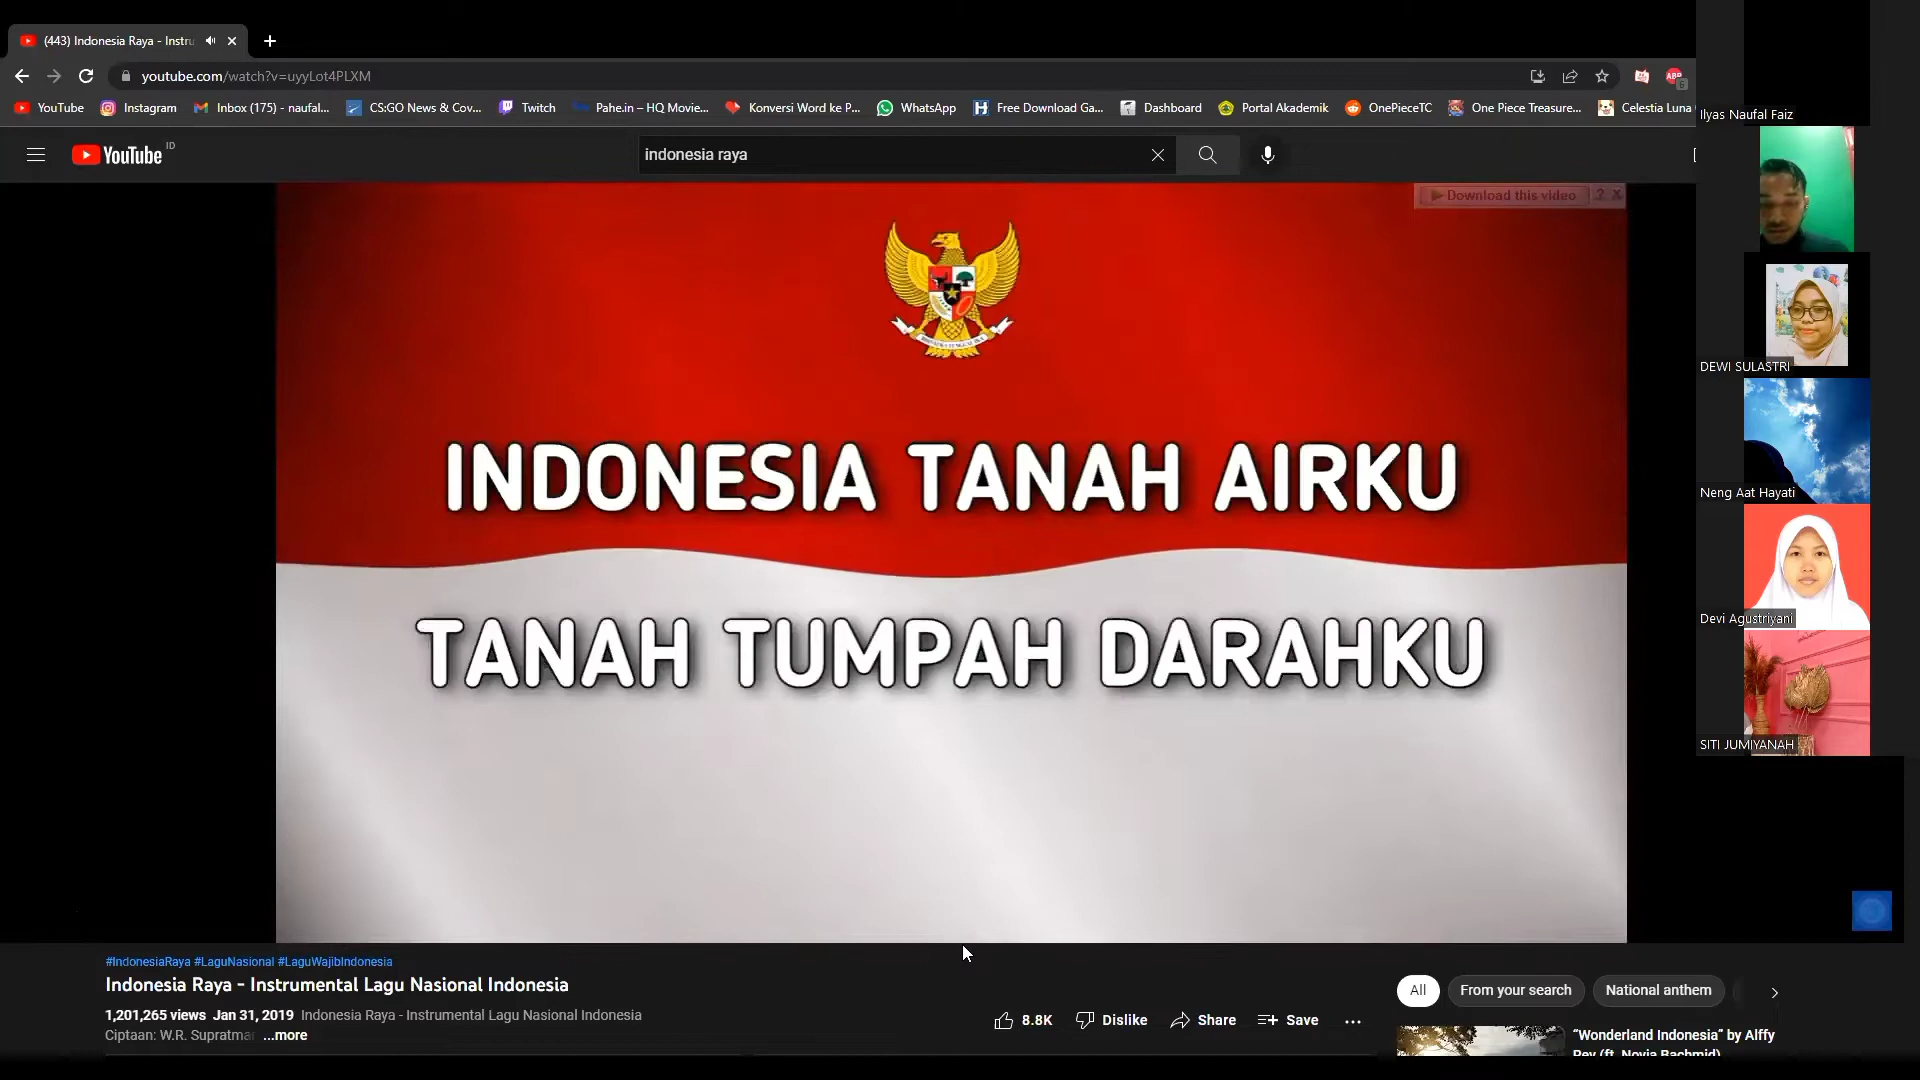 (443) Indonesia Raya - Instru
youtube.com/watch?v=uyyLot4PLXM
YouTube
Instagram
Inbox (175) - naufal...
CS:GO News & Cov...
Twitch
Pahe.in – HQ Movie...
Konversi Word ke P...
WhatsApp
Free Download Ga...
Dashboard
Portal Akademik
OnePieceTC
One Piece Treasure...
Celestia Luna
Ilyas Naufal Faiz
YouTube ID
indonesia raya
Download this video ? X
INDONESIA TANAH AIRKU
TANAH TUMPAH DARAHKU
DEWI SULASTRI
Neng Aat Hayati
Devi Agustriyani
SITI JUMIYANAH
#IndonesiaRaya #LaguNasional #LaguWajibIndonesia
Indonesia Raya - Instrumental Lagu Nasional Indonesia
1,201,265 views Jan 31, 2019 Indonesia Raya - Instrumental Lagu Nasional Indonesia
Ciptaan: W.R. Supratma ...more
8.8K
Dislike
Share
Save
All
From your search
National anthem
“Wonderland Indonesia” by Alffy